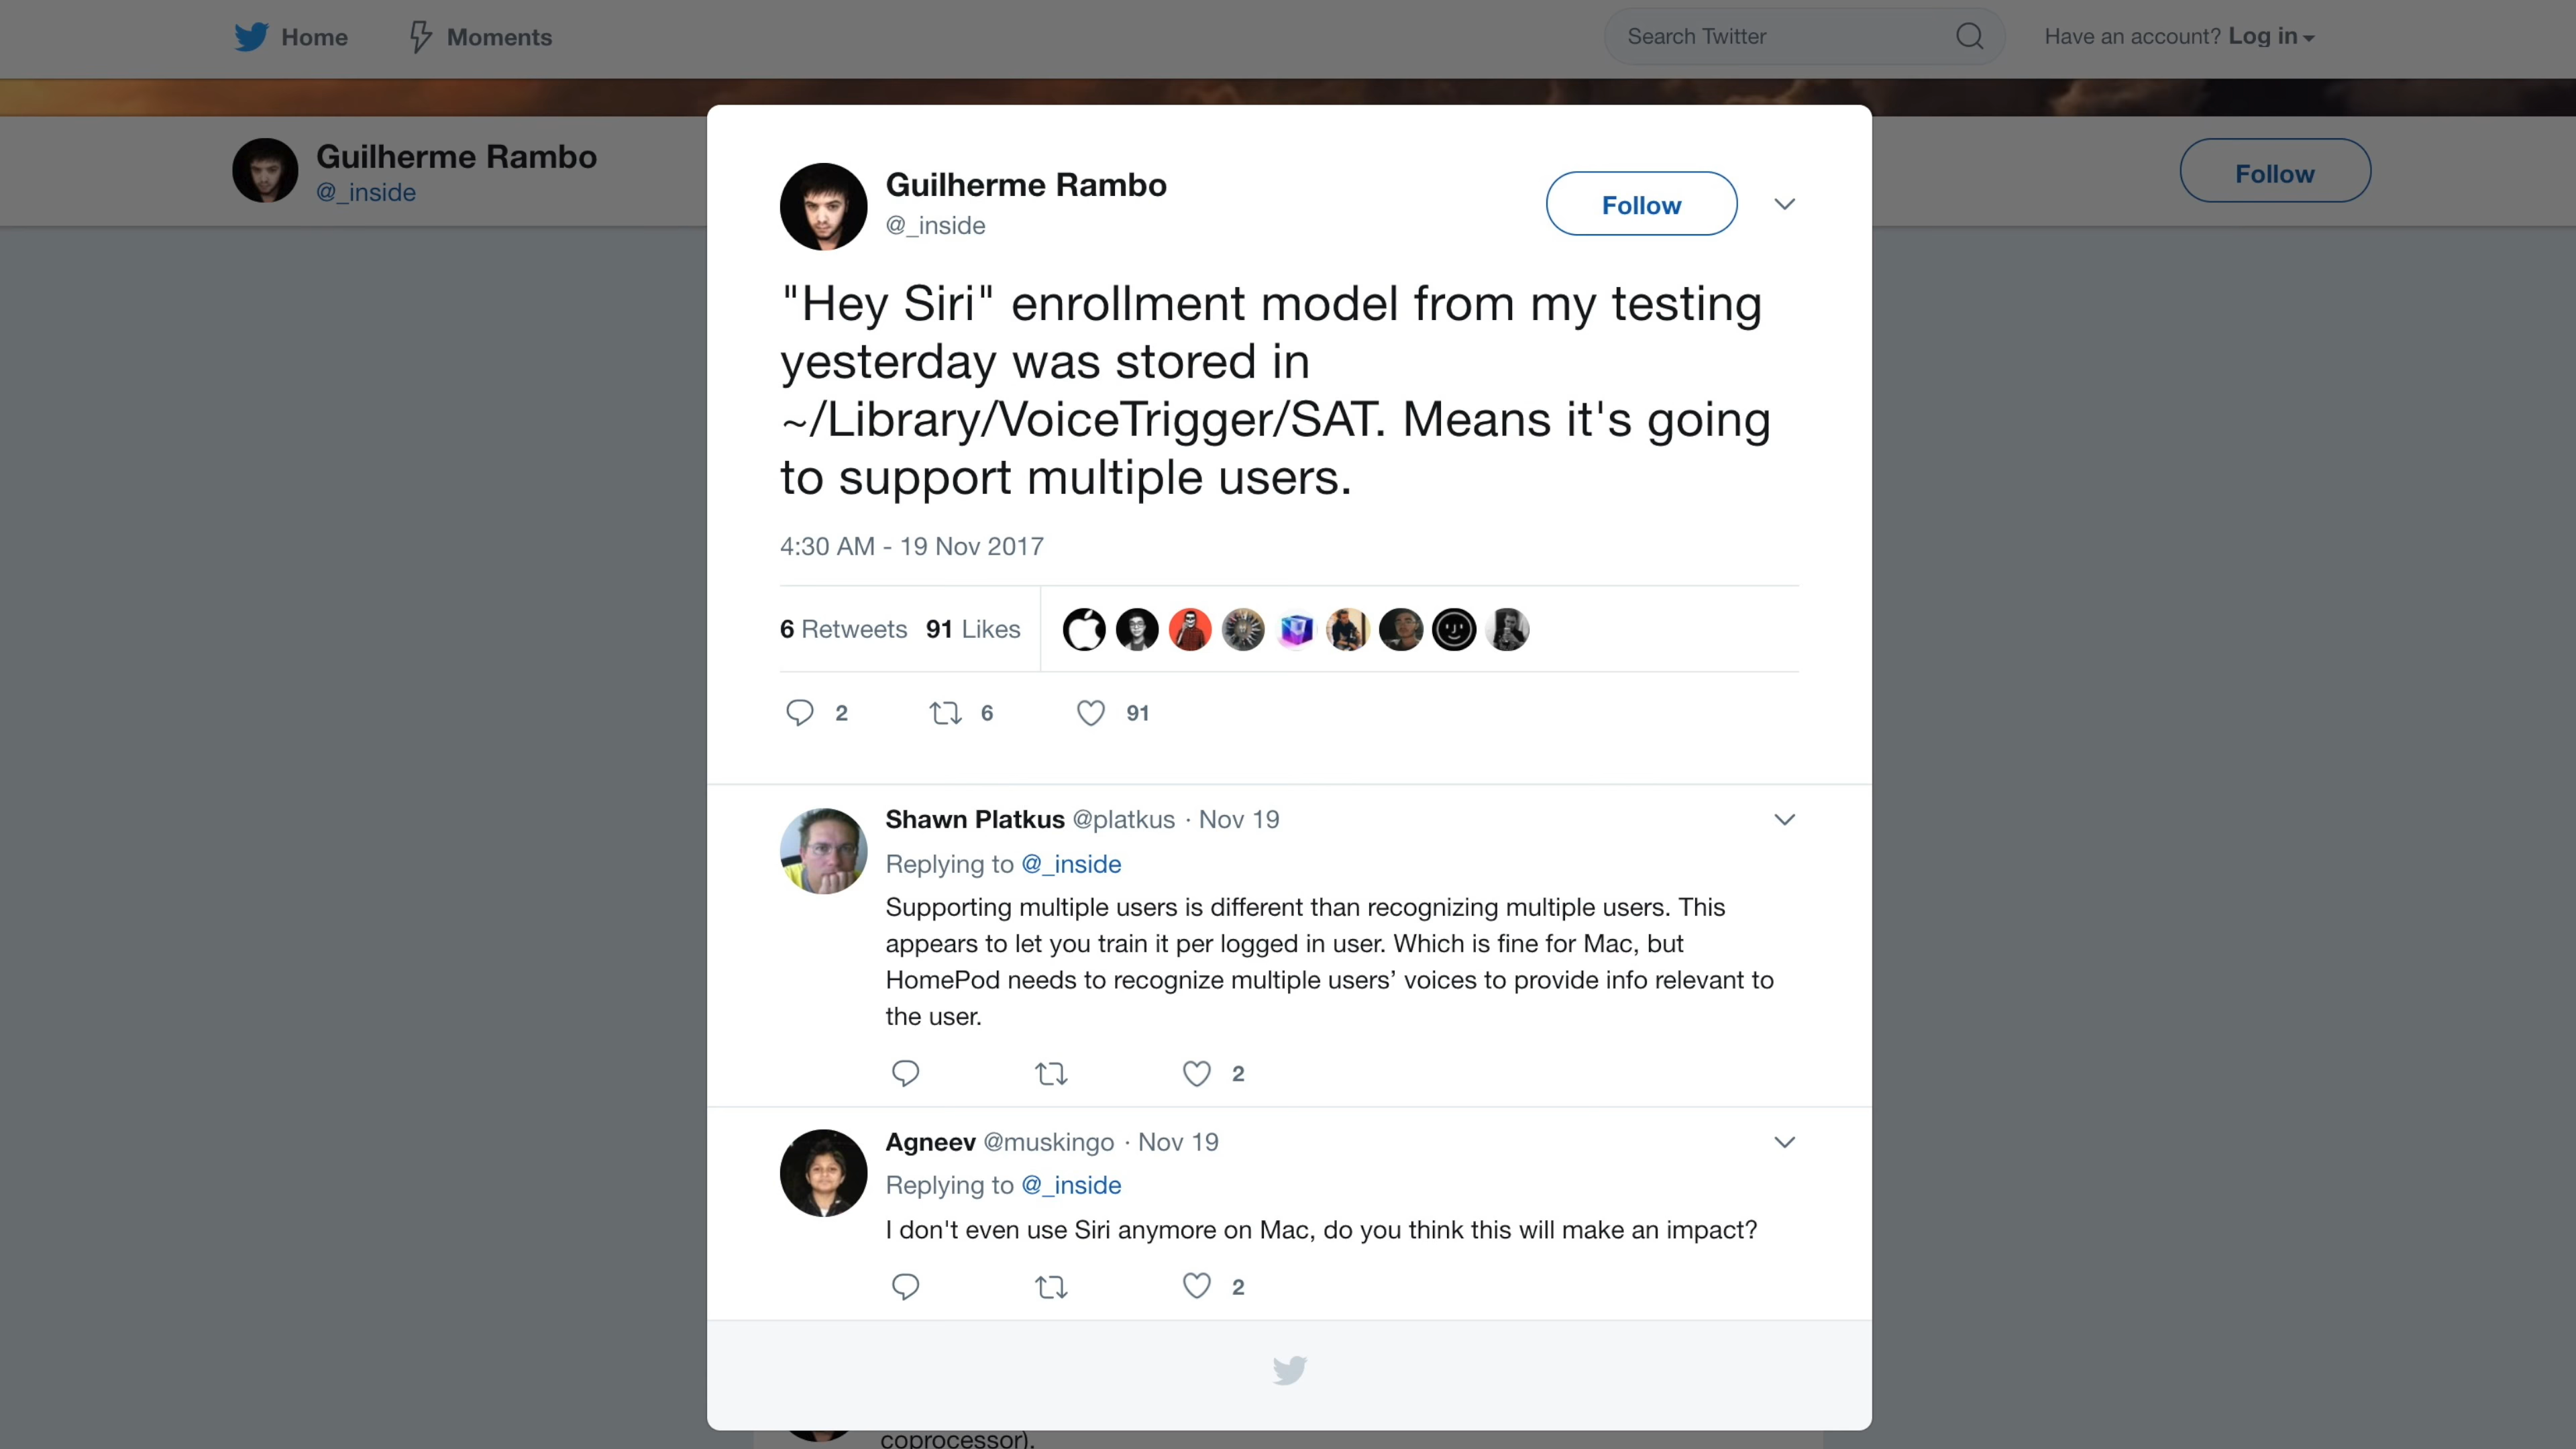 Home
Moments
Search Twitter
Have an account? Log in
Guilherme Rambo
@_inside
Follow
Guilherme Rambo
@_inside
Follow
"Hey Siri" enrollment model from my testing
yesterday was stored in
~/Library/VoiceTrigger/SAT. Means it's going
to support multiple users.
4:30 AM - 19 Nov 2017
6 Retweets 91 Likes
2 6 91
Shawn Platkus @platkus · Nov 19
Replying to @_inside
Supporting multiple users is different than recognizing multiple users. This
appears to let you train it per logged in user. Which is fine for Mac, but
HomePod needs to recognize multiple users’ voices to provide info relevant to
the user.
2
Agneev @muskingo · Nov 19
Replying to @_inside
I don't even use Siri anymore on Mac, do you think this will make an impact?
2
coprocessor).